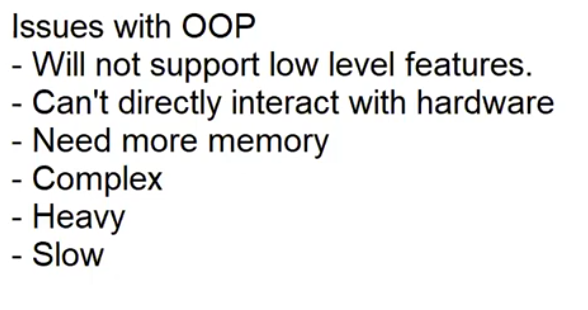 Issues with OOP
- Will not support low level features.
- Can't directly interact with hardware
- Need more memory
- Complex
- Heavy
- Slow